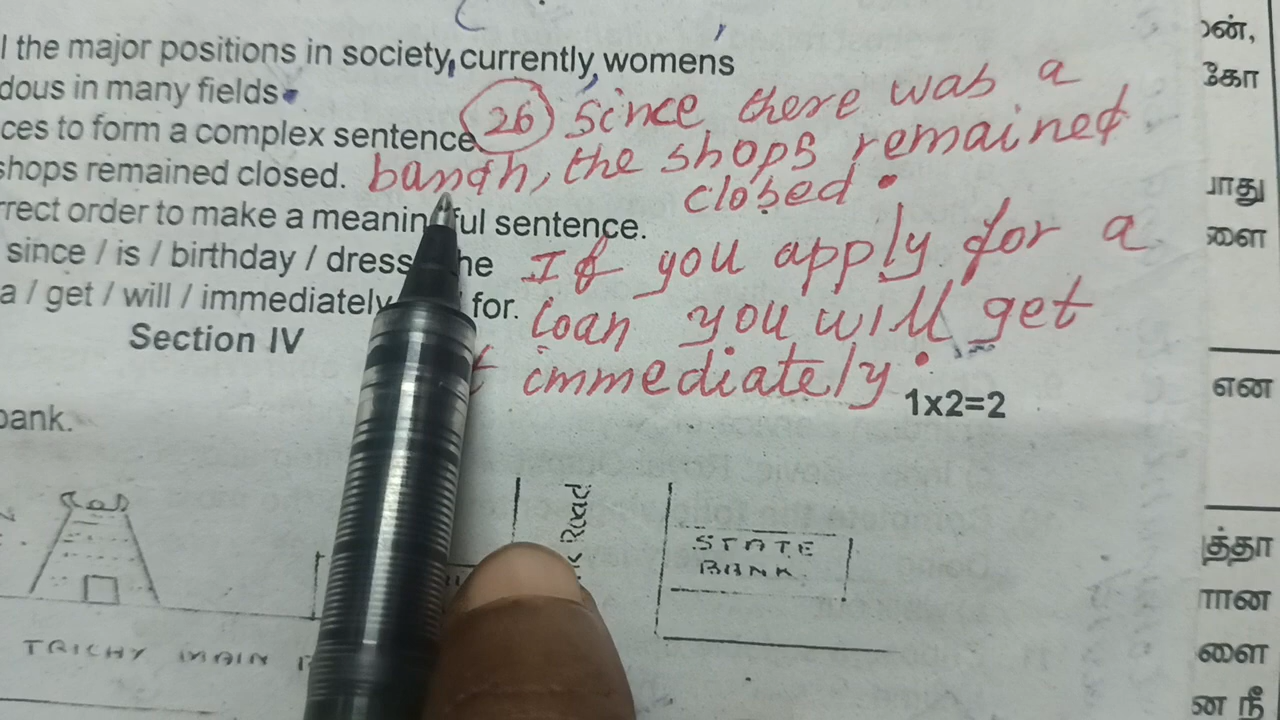 l the major positions in society, currently, womens
dous in many fields.
ces to form a complex sentence
(26) Since there was a
shops remained closed.
bandh, the shops remained
closed.
rrect order to make a meaningful sentence.
since / is / birthday / dress
If you apply for a
a / get / will / immediately for.
loan you will get
Section IV
immediately.
1x2=2
bank.
Road
STATE
BANK
TRICHY MAIN
என
ளை
பாது
கோ
த்தா
ளை
ன நீ